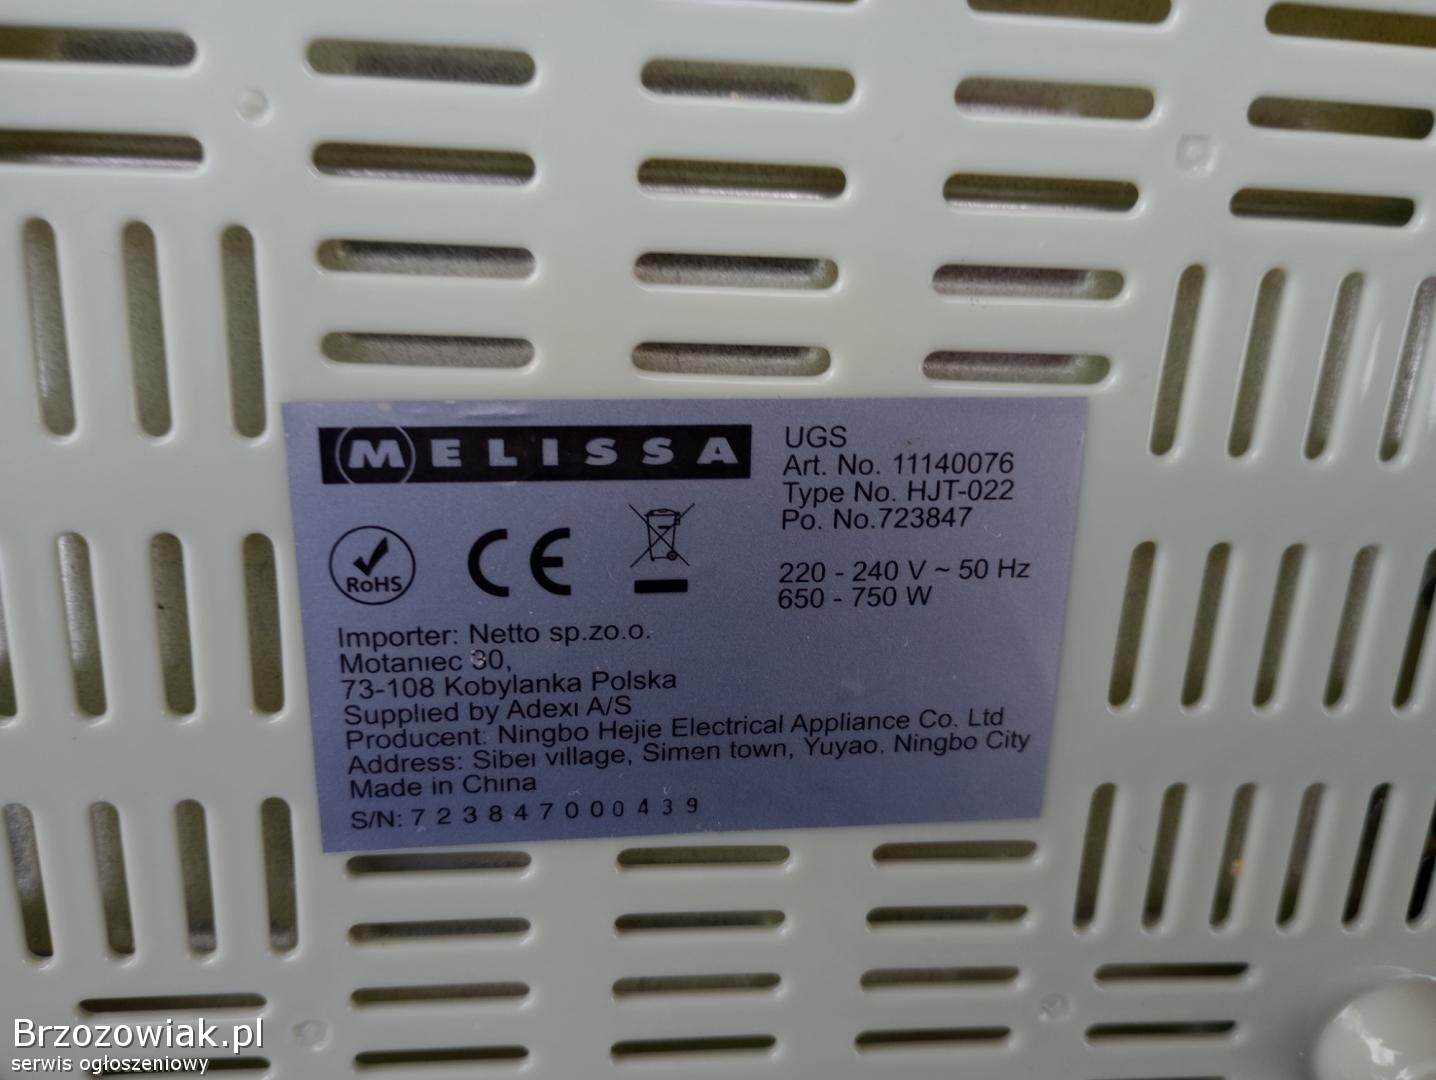 MELISSA
UGS
Art. No. 11140076
Type No. HJT-022
Po. No.723847
220 - 240 V ~ 50 Hz
650 - 750 W
RoHS
CE
Importer: Netto sp.zo.o.
Motaniec 30,
73-108 Kobylanka Polska
Supplied by Adexi A/S
Producent: Ningbo Hejie Electrical Appliance Co. Ltd
Address: Sibei village, Simen town, Yuyao, Ningbo City
Made in China
S/N: 723847000439
Brzozowiak.pl
serwis ogłoszeniowy